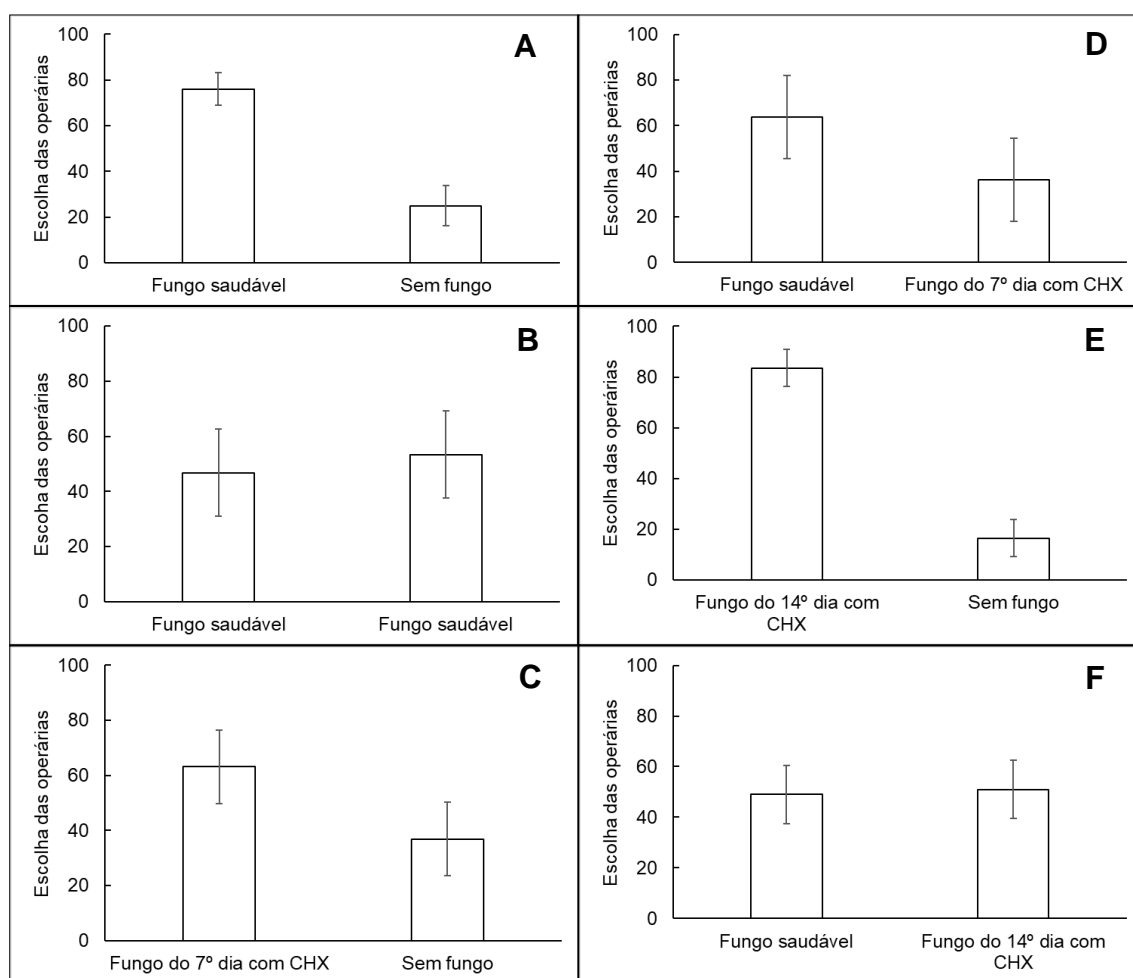 A
Escolha das operárias
100
80
60
40
20
0
Fungo saudável
Sem fungo
B
Escoha das operárias
100
80
60
40
20
0
Fungo saudável
Fungo saudável
C
Escolha das operárias
100
80
60
40
20
0
Fungo do 7º dia com CHX
Sem fungo
D
Escolha das perárias
100
80
60
40
20
0
Fungo saudável
Fungo do 7º dia com CHX
E
Escolha das operárias
100
80
60
40
20
0
Fungo do 14º dia com
CHX
Sem fungo
F
Escolha das operárias
100
80
60
40
20
0
Fungo saudável
Fungo do 14º dia com
CHX